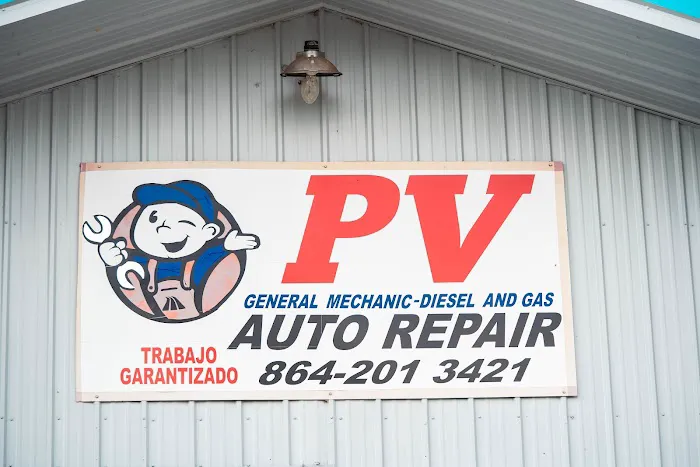 PV
GENERAL MECHANIC-DIESEL AND GAS
AUTO REPAIR
TRABAJO
GARANTIZADO
864-201 3421